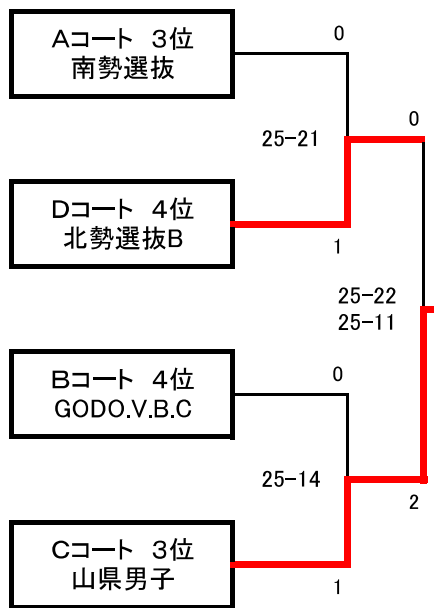 Aコート 3位
南勢選抜
0
25-21
0
Dコート 4位
北勢選抜B
1
25-22
25-11
Bコート 4位
GODO.V.B.C
0
25-14
2
Cコート 3位
山県男子
1